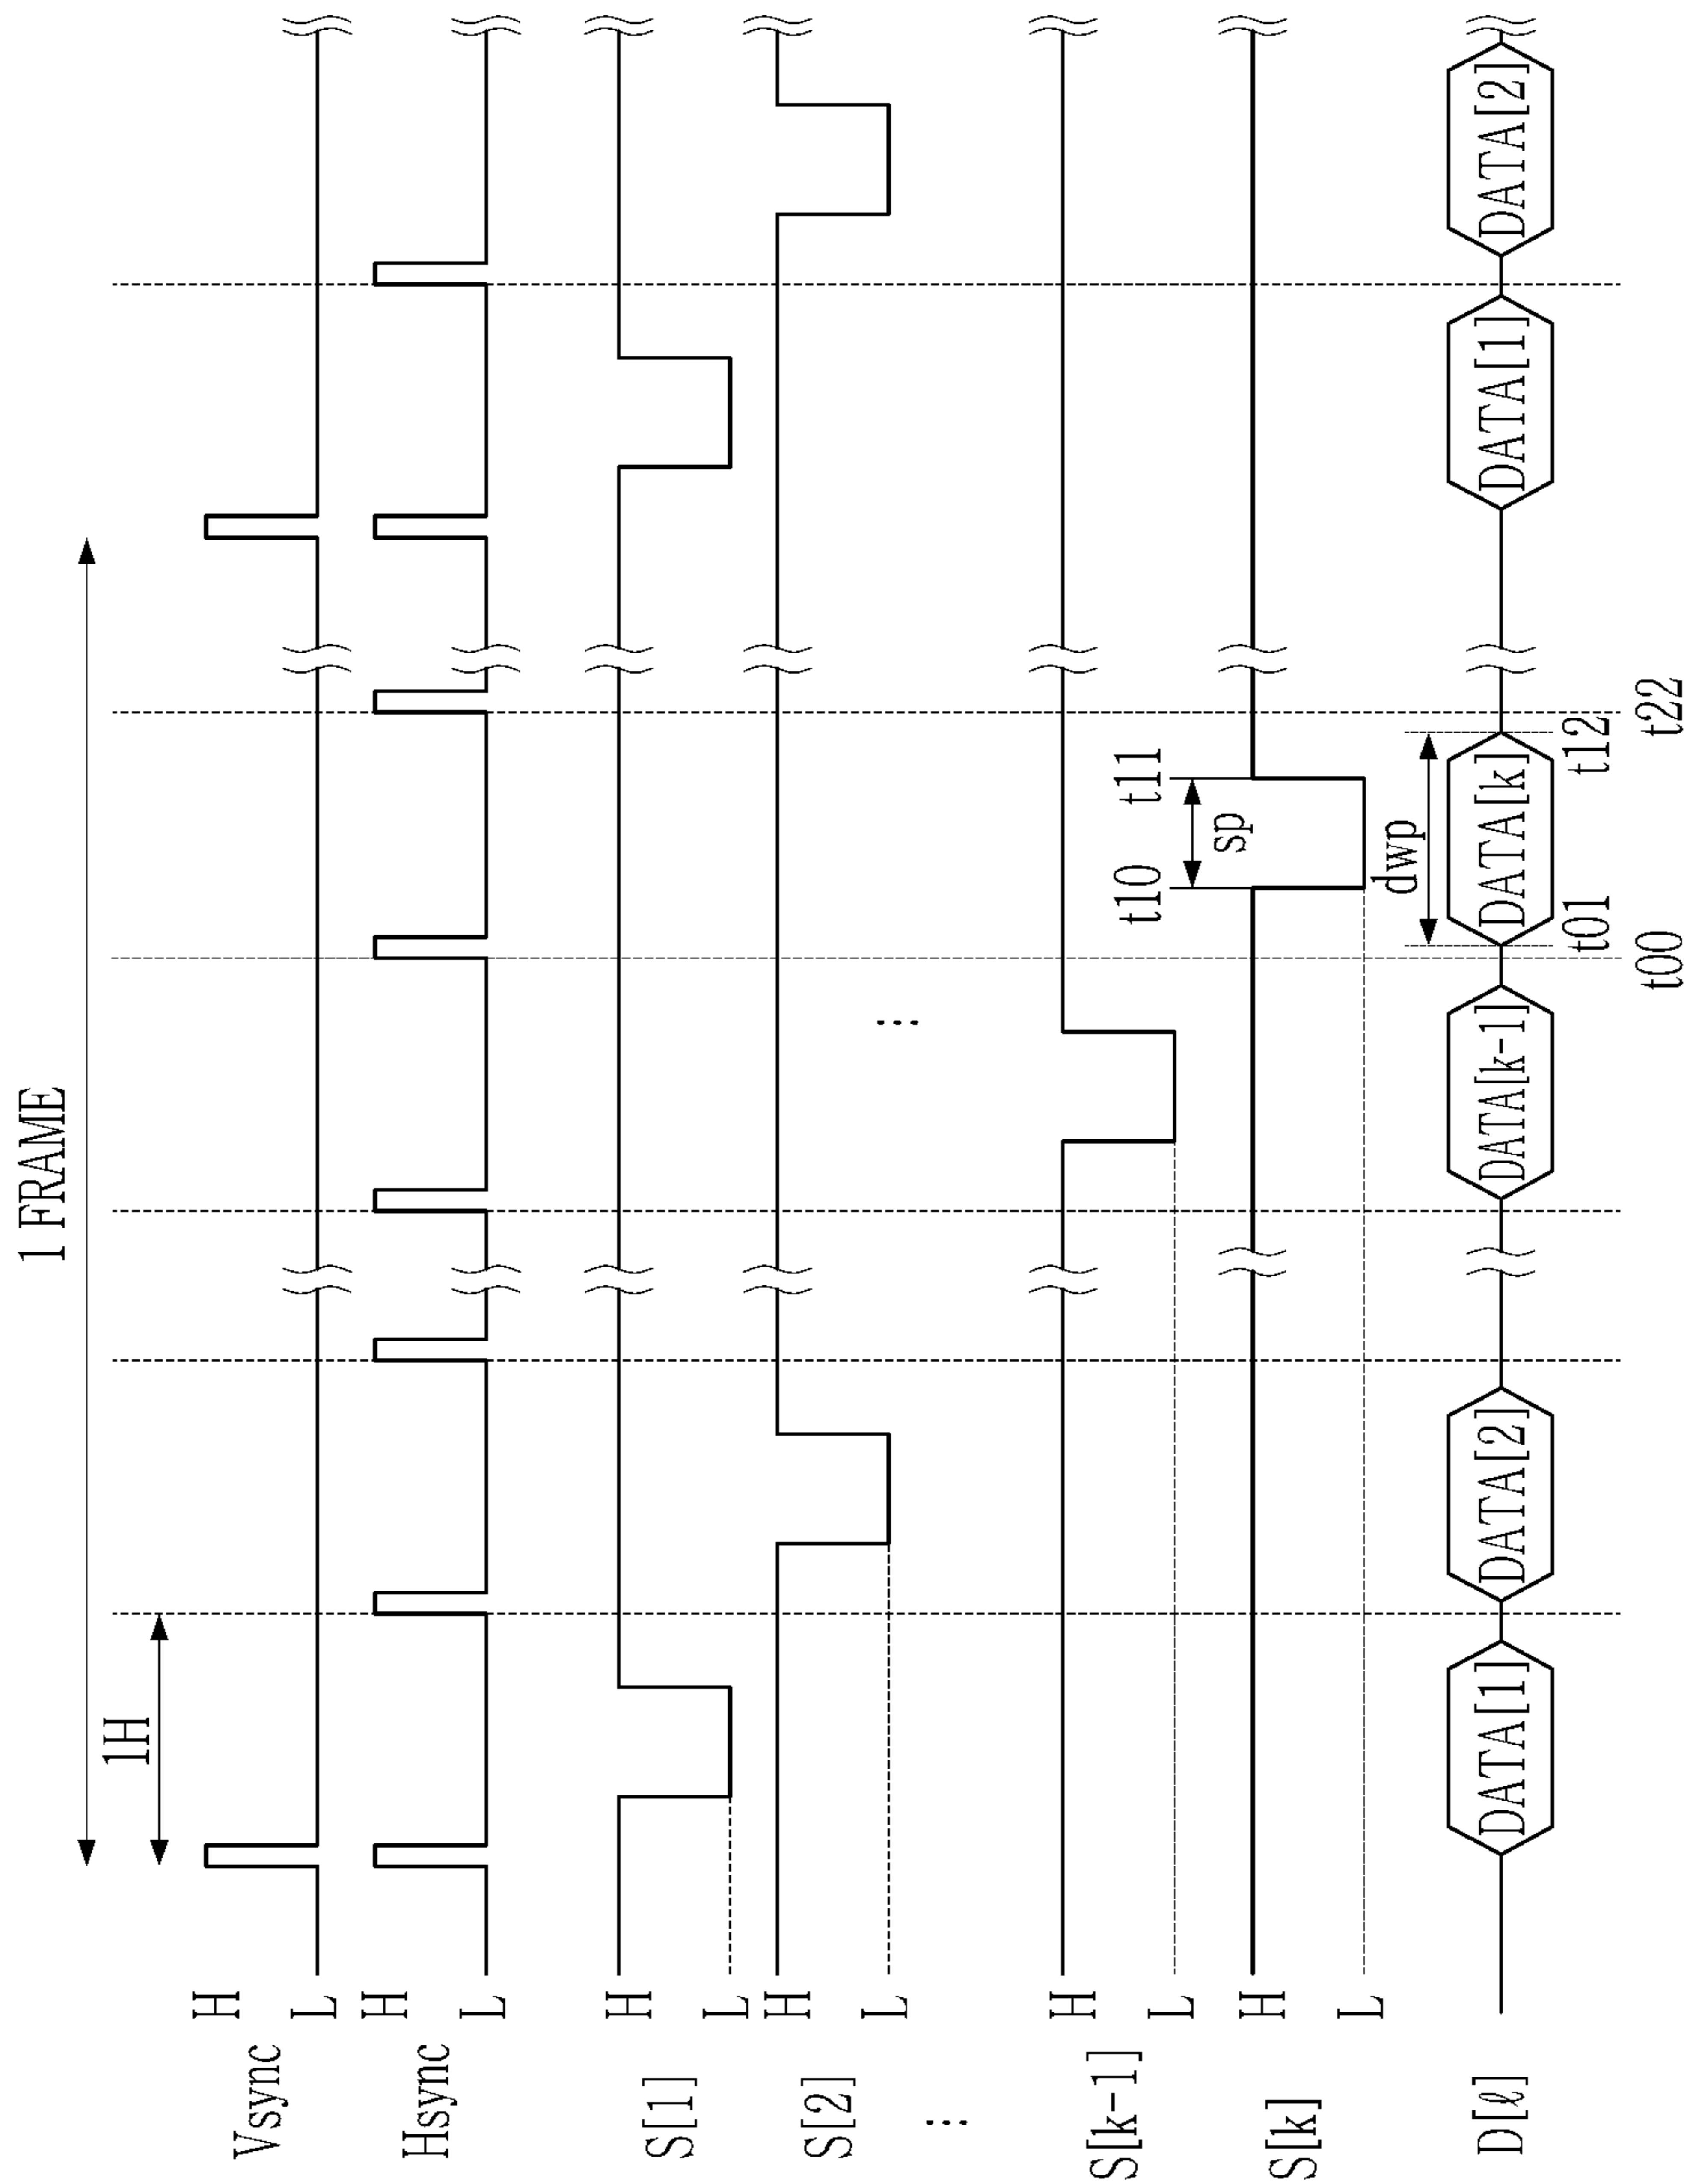 1 FRAME
1H
Vsync
H
L
Hsync
H
L
S[1]
H
L
S[2]
H
L
⋮
...
S[k-1]
H
L
t10
t11
sp
S[k]
H
L
dwp
D[ℓ]
DATA[1]
DATA[2]
DATA[k-1]
DATA[k]
DATA[1]
DATA[2]
t01
t12
t00
t22